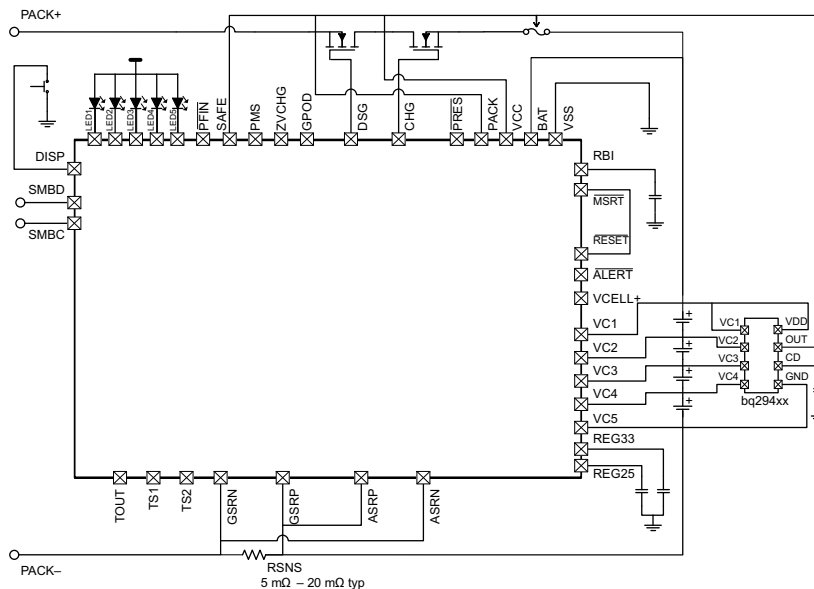 PACK+
LED1
LED2
LED3
LED4
LED5
PFIN
SAFE
PMS
ZVCHG
GPOD
DSG
CHG
PRES
PACK
VCC
BAT
VSS
DISP
SMBD
SMBC
RBI
MSRT
RESET
ALERT
VCELL+
VC1
VC2
VC3
VC4
VC5
REG33
REG25
+
+
+
+
VC1
VC2
VC3
VC4
VDD
OUT
CD
GND
bq294xx
TOUT
TS1
TS2
GSRN
GSRP
ASRP
ASRN
PACK–
RSNS
5 mΩ – 20 mΩ typ